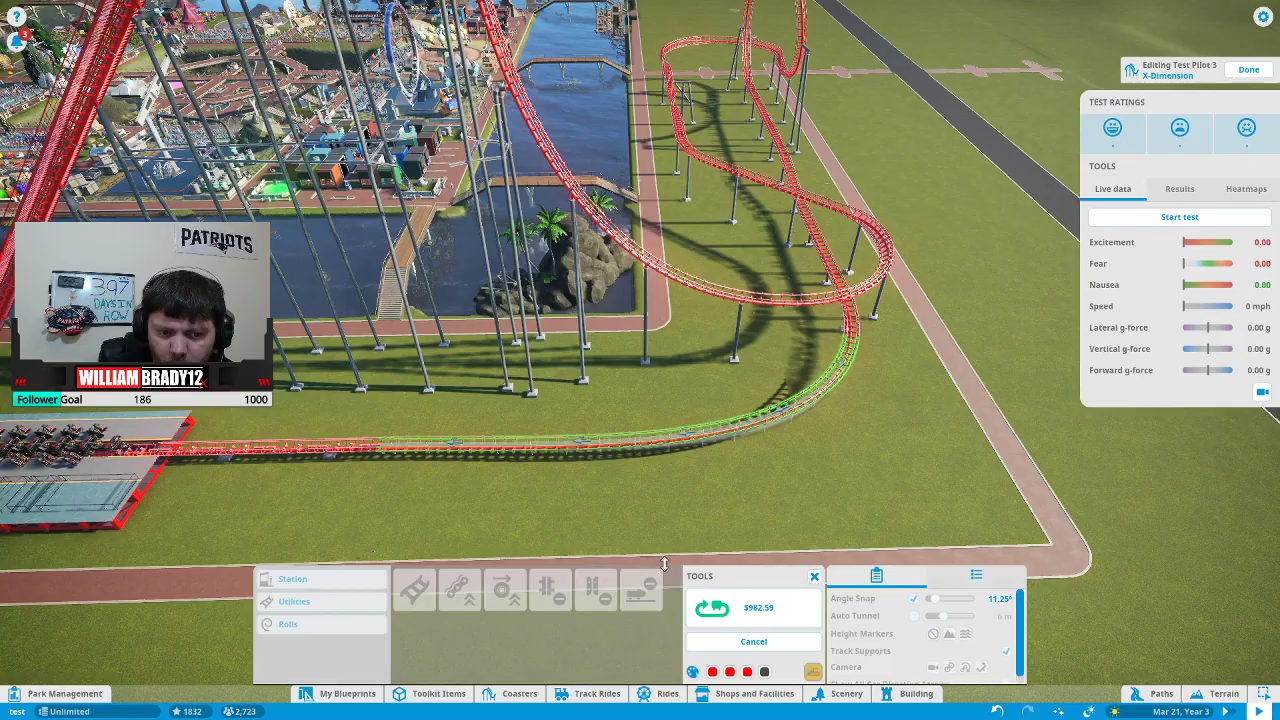 ?
3
Editing Test Pilot 3
X-Dimension
Done
TEST RATINGS
TOOLS
Live data
Results
Heatmaps
Start test
Excitement
0.00
Fear
0.00
Nausea
0.00
Speed
0 mph
Lateral g-force
0.00 g
Vertical g-force
0.00 g
Forward g-force
0.00 g
PATRIOTS
397
DAYS IN
ROW
WILLIAM BRADY12
Follower Goal
186
1000
Station
Utilities
Rolls
TOOLS
$982.59
Cancel
Angle Snap
11.25°
Auto Tunnel
6 m
Height Markers
Track Supports
Camera
Park Management
My Blueprints
Toolkit Items
Coasters
Track Rides
Rides
Shops and Facilities
Scenery
Building
Paths
Terrain
test
Unlimited
1832
2,723
Mar 21, Year 3